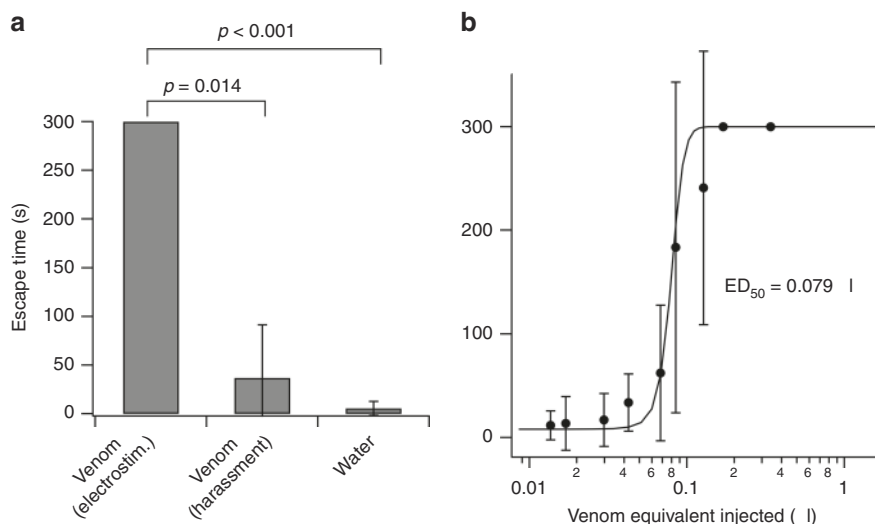 a
p < 0.001
p = 0.014
Escape time (s)
300
250
200
150
100
50
0
Venom
(electrostim.)
Venom
(harassment)
Water
b
300
200
100
0
ED50 = 0.079 l
0.01
2
4
6
8
0.1
2
4
6
8
1
Venom equivalent injected ( l)